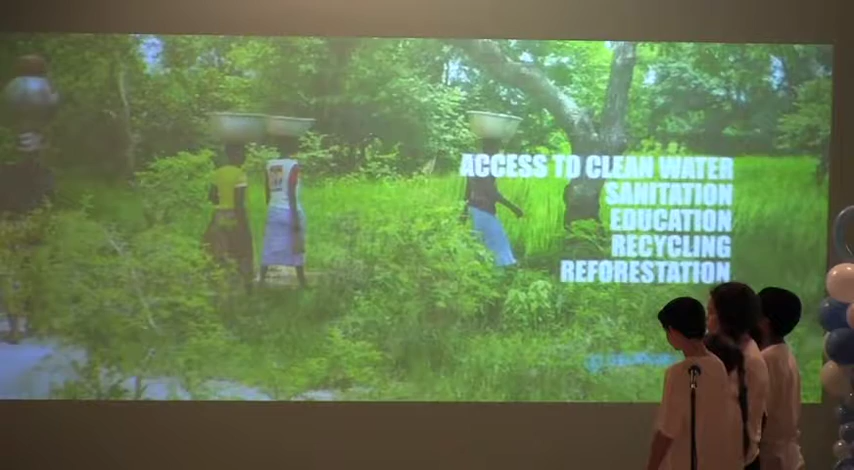 ACCESS TO CLEAN WATER
SANITATION
EDUCATION
RECYCLING
REFORESTATION